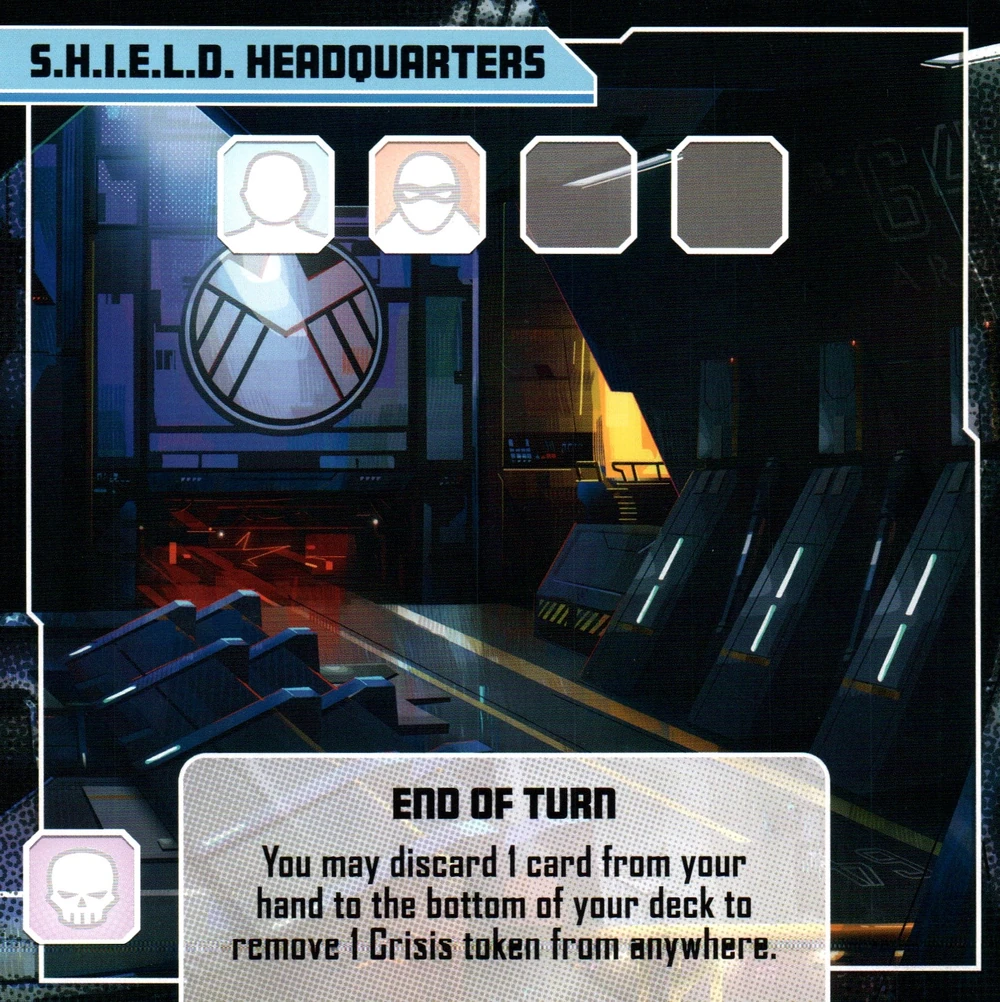 S.H.I.E.L.D. HEADQUARTERS
END OF TURN
You may discard 1 card from your
hand to the bottom of your deck to
remove 1 Crisis token from anywhere.